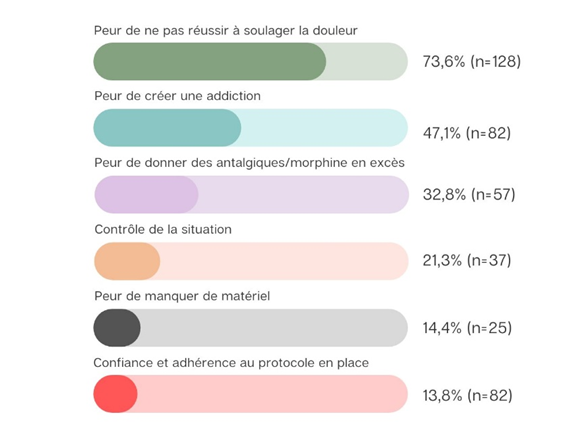 Peur de ne pas réussir à soulager la douleur
73,6% (n=128)
Peur de créer une addiction
47,1% (n=82)
Peur de donner des antalgiques/morphine en excès
32,8% (n=57)
Contrôle de la situation
21,3% (n=37)
Peur de manquer de matériel
14,4% (n=25)
Confiance et adhérence au protocole en place
13,8% (n=82)